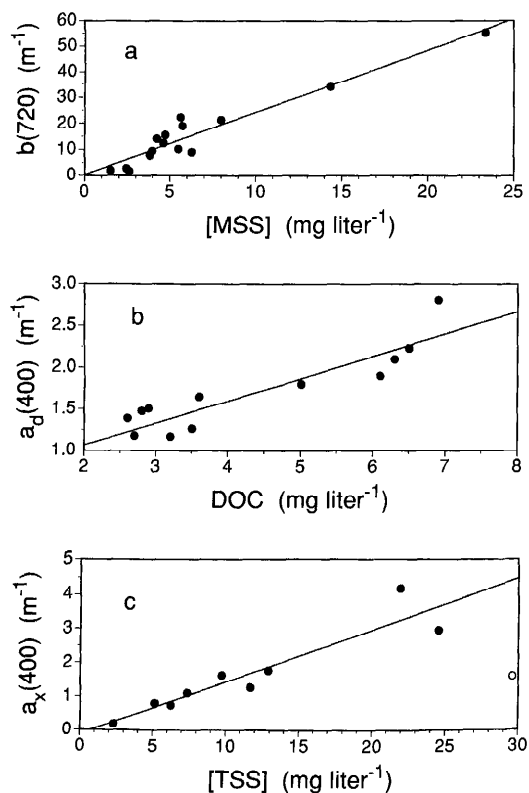 a
b(720) (m⁻¹)
60
50
40
30
20
10
0
0 5 10 15 20 25
[MSS] (mg liter⁻¹)
b
a_d(400) (m⁻¹)
3.0
2.5
2.0
1.5
1.0
2 3 4 5 6 7 8
DOC (mg liter⁻¹)
c
a_x(400) (m⁻¹)
5
4
3
2
1
0
0 5 10 15 20 25 30
[TSS] (mg liter⁻¹)